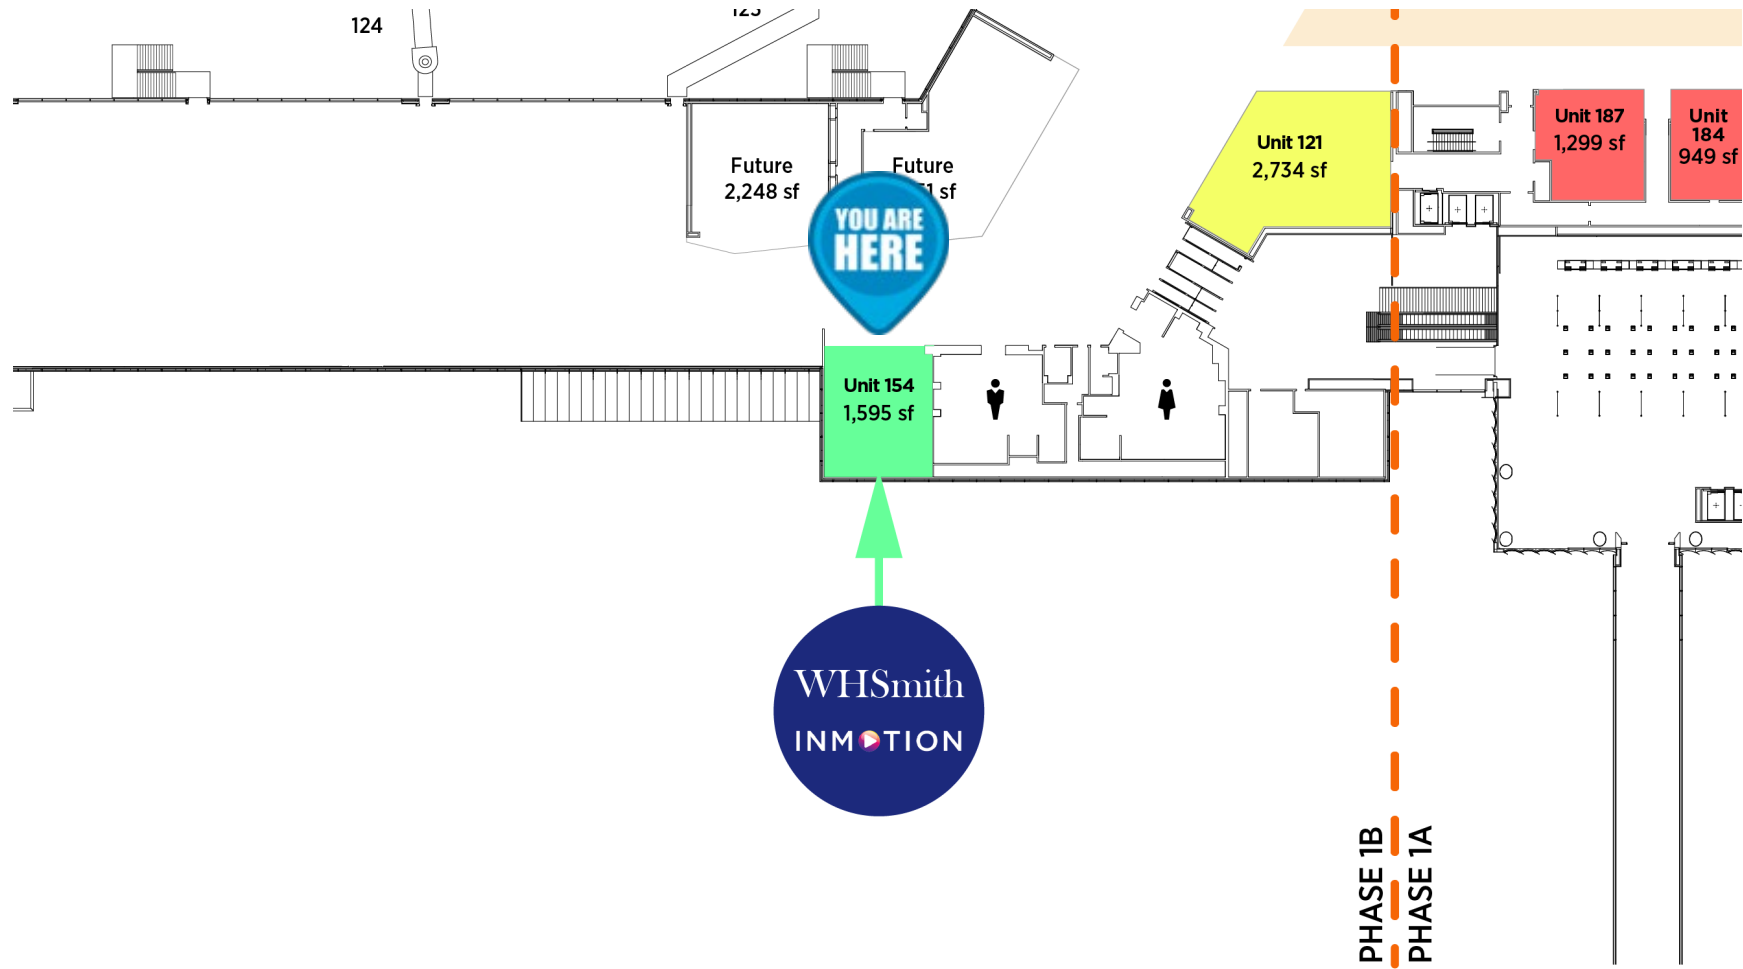 124
Future
2,248 sf
Future
sf
YOU ARE
HERE
Unit 121
2,734 sf
Unit 187
1,299 sf
Unit
184
949 sf
Unit 154
1,595 sf
WHSmith
INMOTION
PHASE 1B
PHASE 1A